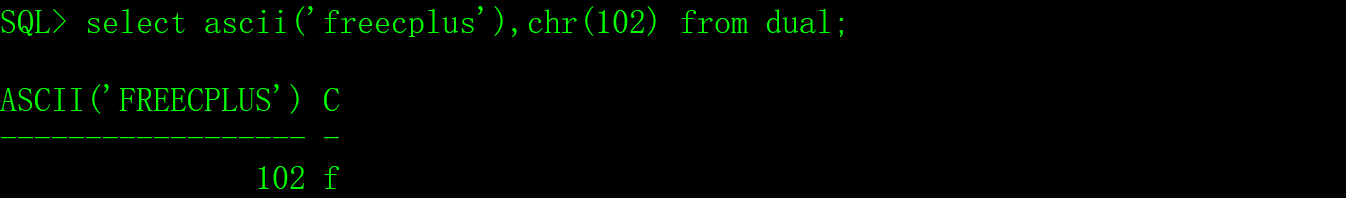 SQL> select ascii('freecplus'),chr(102) from dual;
ASCII('FREECPLUS') C
------------------ -
102 f